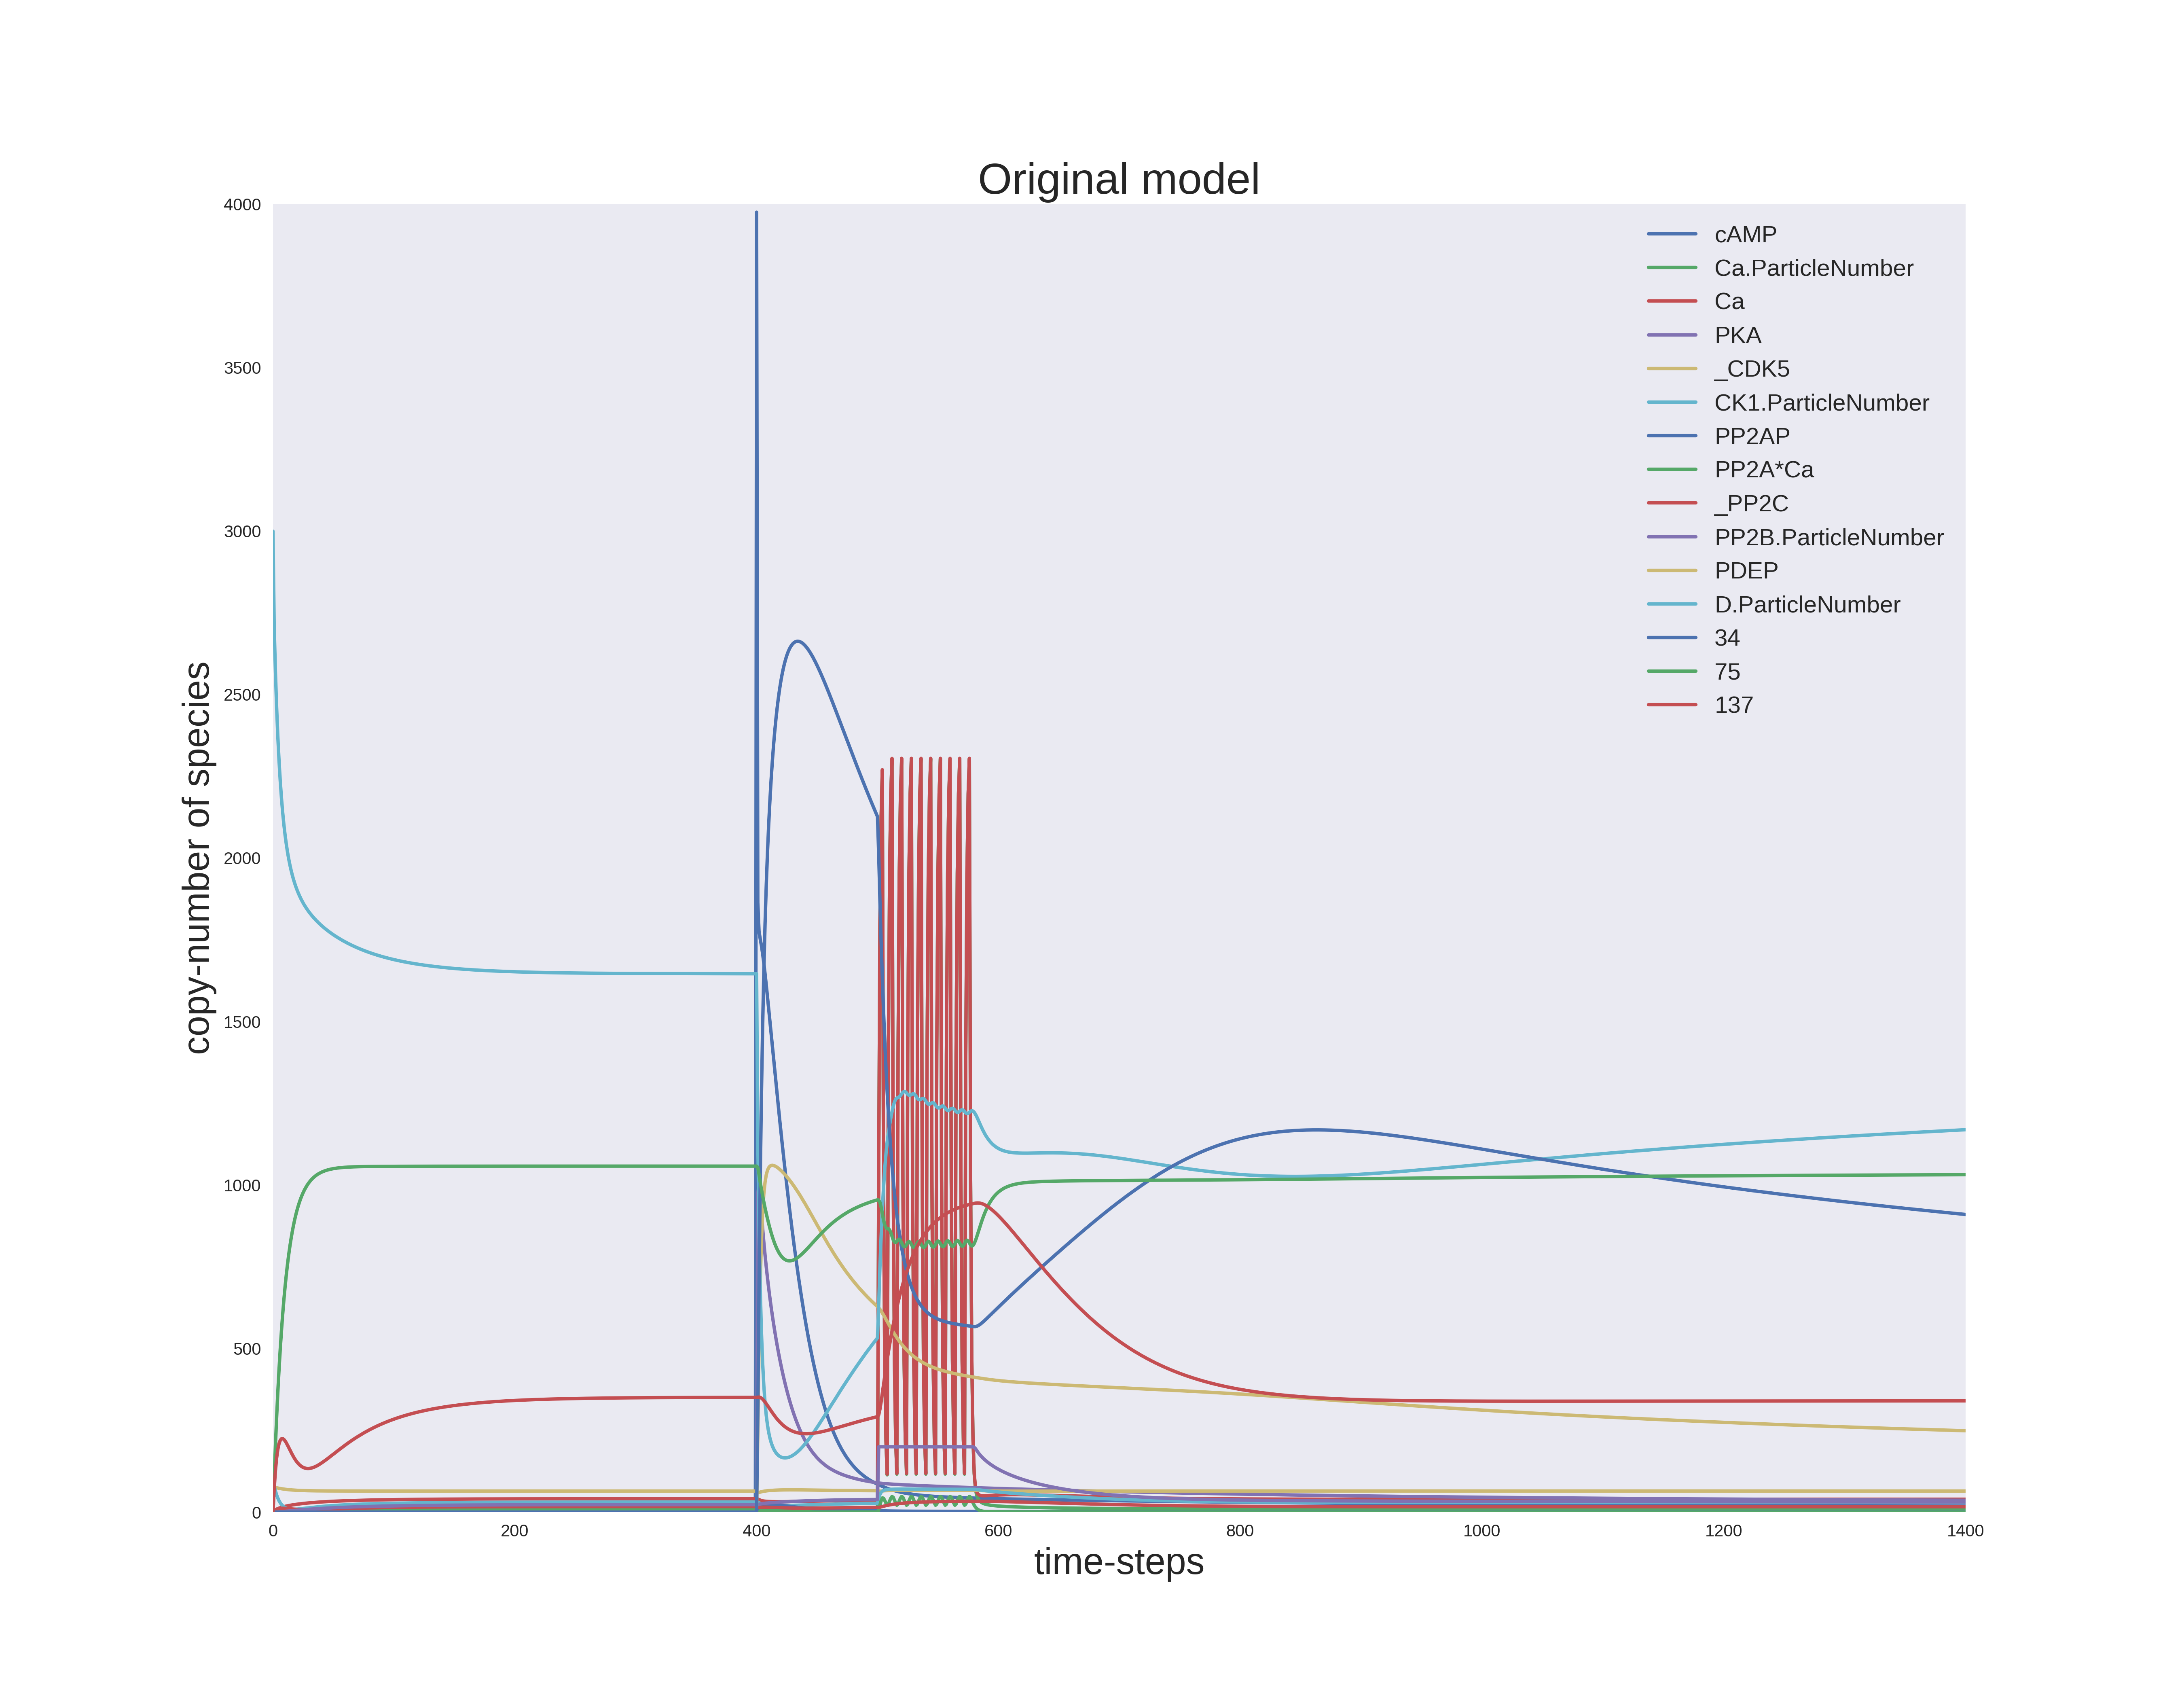 Original model
4000
3500
3000
2500
2000
1500
1000
500
0
copy-number of species
cAMP
Ca.ParticleNumber
Ca
PKA
_CDK5
CK1.ParticleNumber
PP2AP
PP2A*Ca
_PP2C
PP2B.ParticleNumber
PDEP
D.ParticleNumber
34
75
137
0 200 400 600 800 1000 1200 1400
time-steps